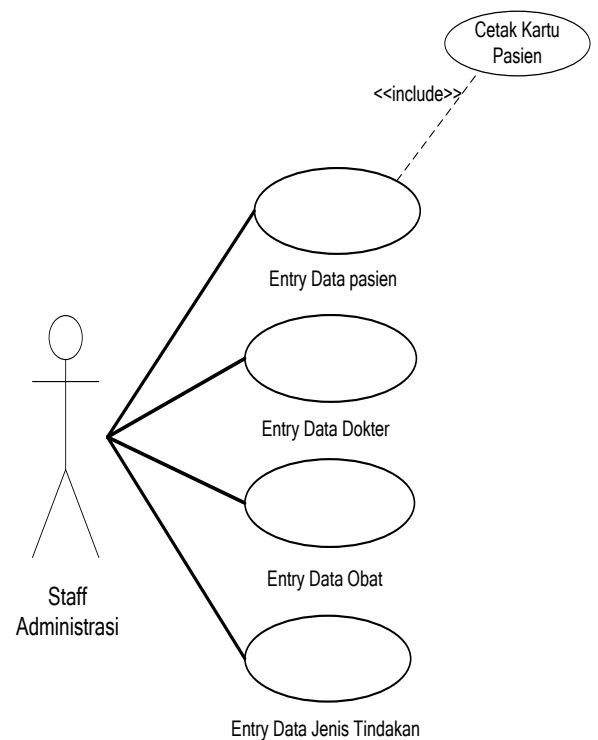 Cetak Kartu
Pasien
<<include>>
Entry Data pasien
Entry Data Dokter
Entry Data Obat
Staff
Administrasi
Entry Data Jenis Tindakan